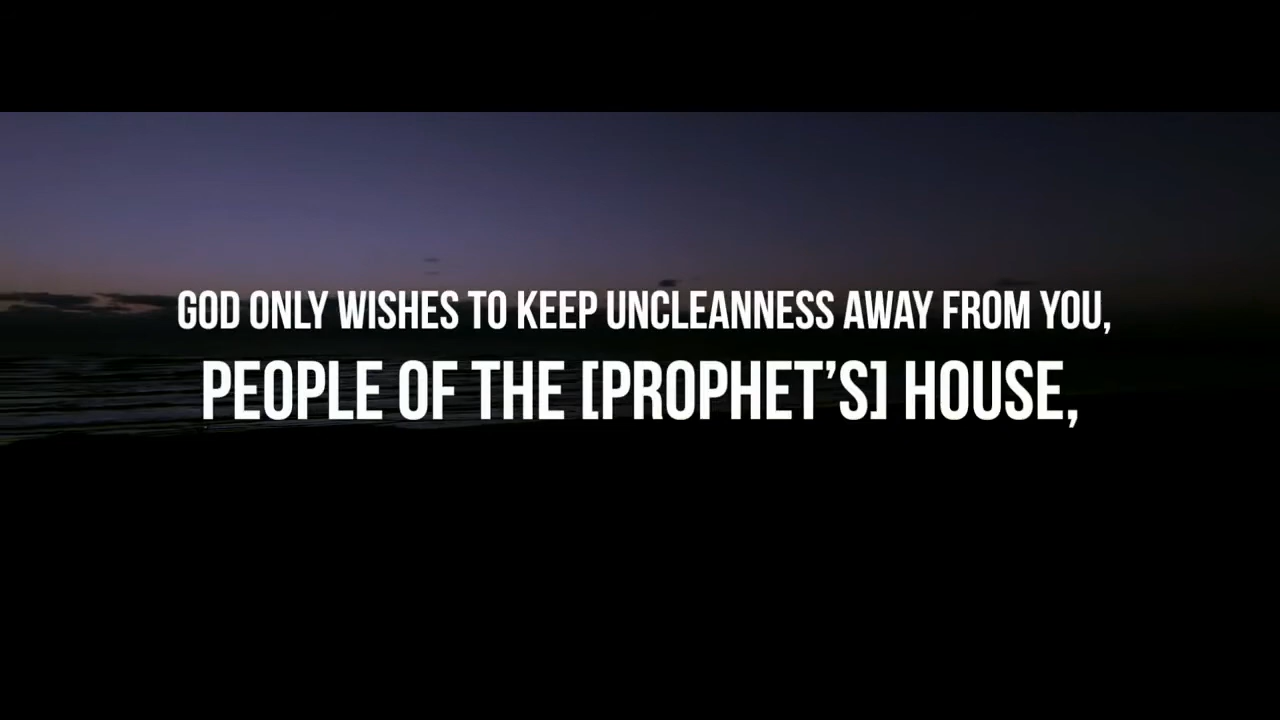 GOD ONLY WISHES TO KEEP UNCLEANNESS AWAY FROM YOU,
PEOPLE OF THE [PROPHET’S] HOUSE,